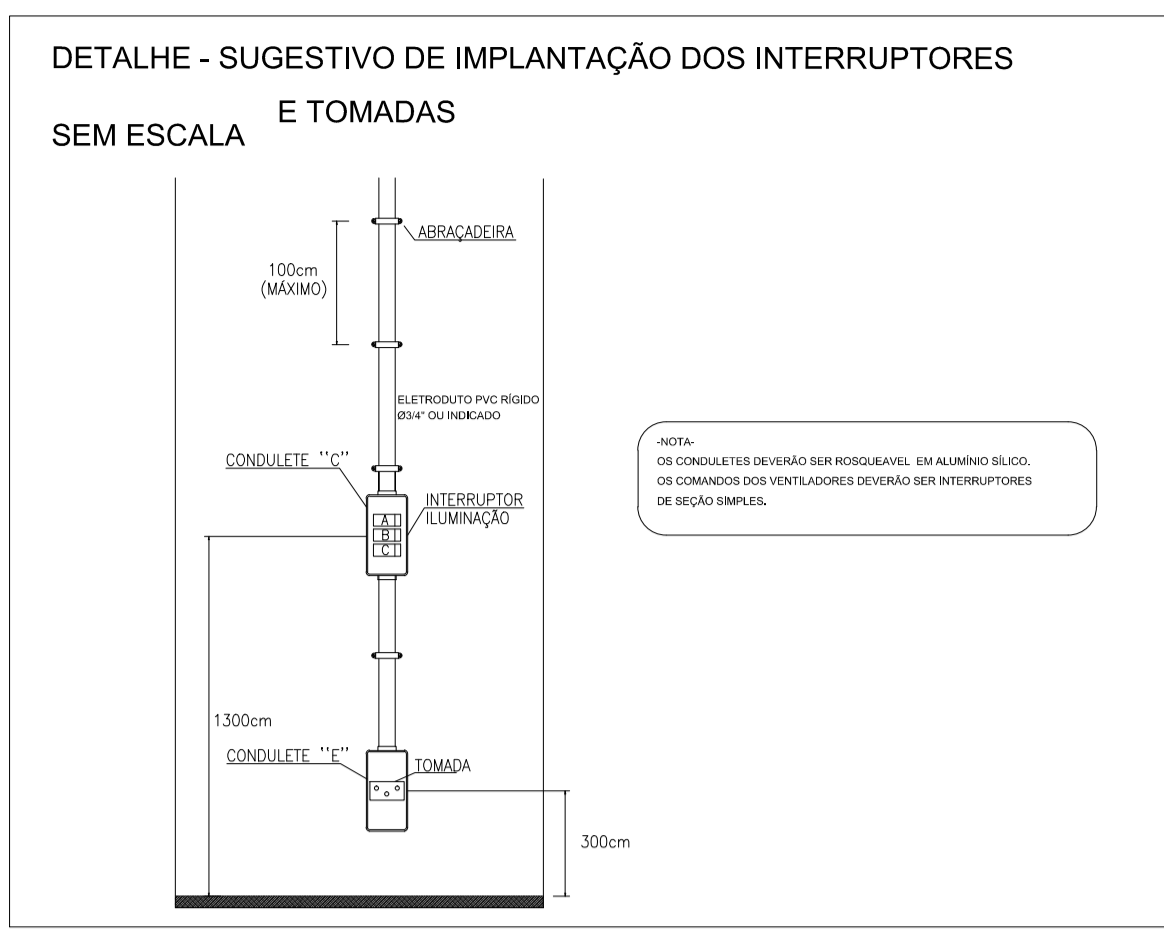 DETALHE - SUGESTIVO DE IMPLANTAÇÃO DOS INTERRUPTORES
E TOMADAS
SEM ESCALA
ABRAÇADEIRA
100cm
(MÁXIMO)
ELETRODUTO PVC RÍGIDO
Ø3/4" OU INDICADO
CONDULETE "C"
INTERRUPTOR
ILUMINAÇÃO
A
B
C
-NOTA-
OS CONDULETES DEVERÃO SER ROSQUEAVEL EM ALUMÍNIO SÍLICO.
OS COMANDOS DOS VENTILADORES DEVERÃO SER INTERRUPTORES
DE SEÇÃO SIMPLES.
1300cm
CONDULETE "E"
TOMADA
300cm